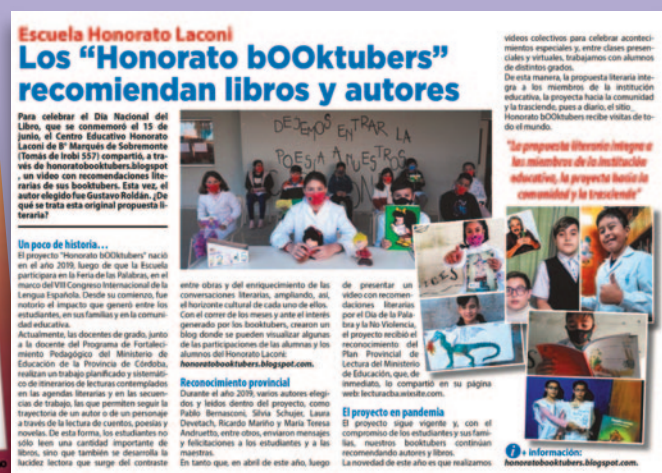 Escuela Honorato Laconi
Los “Honorato bOOktubers”
recomiendan libros y autores
Para celebrar el Día Nacional del
Libro, que se conmemoró el 15 de
junio, el Centro Educativo Honorato
Laconi de B° Marqués de Sobremonte
(Tomás de Irobi 557) compartió, a tra-
vés de honoratobooktubers.blogspot
, un video con recomendaciones lite-
rarias de sus booktubers. Esta vez, el
autor elegido fue Gustavo Roldán. ¿De
qué se trata esta original propuesta li-
teraria?
Un poco de historia…
El proyecto "Honorato bOOktubers" nació
en el año 2019, luego de que la Escuela
participara en la Feria de las Palabras, en el
marco del VIII Congreso Internacional de la
Lengua Española. Desde su comienzo, fue
notorio el impacto que generó entre los
estudiantes, en sus familias y en la comuni-
dad educativa.
Actualmente, las docentes de grado, junto
a la docente del Programa de Fortaleci-
miento Pedagógico del Ministerio de
Educación de la Provincia de Córdoba,
realizan un trabajo planificado y sistemáti-
co de itinerarios de lecturas contemplados
en las agendas literarias y en las secuen-
cias de trabajo, las que permiten seguir la
trayectoria de un autor o de un personaje
a través de la lectura de cuentos, poesías y
novelas. De esta forma, los estudiantes no
sólo leen una cantidad importante de
libros, sino que también se desarrolla la
lucidez lectora que surge del contraste
DEJEMOS ENTRAR LA
POESÍA A NUESTROS
entre obras y del enriquecimiento de las
conversaciones literarias, ampliando, así,
el horizonte cultural de cada uno de ellos.
Con el correr de los meses y ante el interés
generado por los booktubers, crearon un
blog donde se pueden visualizar algunas
de las participaciones de las alumnas y los
alumnos del Honorato Laconi:
honoratobooktubers.blogspot.com.
Reconocimiento provincial
Durante el año 2019, varios autores elegi-
dos y leídos dentro del proyecto, como
Pablo Bernasconi, Silvia Schujer, Laura
Devetach, Ricardo Mariño y María Teresa
Andruetto, entre otros, enviaron mensajes
y felicitaciones a los estudiantes y a las
maestras.
En tanto que, en abril de este año, luego
de presentar un
video con recomen-
daciones literarias
por el Día de la Pala-
bra y la No Violencia,
el proyecto recibió el
reconocimiento del
Plan Provincial de
Lectura del Ministerio
de Educación, que, de
inmediato, lo compartió en su página
web: lecturacba.wixsite.com.
El proyecto en pandemia
El proyecto sigue vigente y, con el
compromiso de los estudiantes y sus fami-
lias, nuestros booktubers continúan
recomendando autores y libros.
La novedad de este año es que realizamos
videos colectivos para celebrar aconteci-
mientos especiales y, entre clases presen-
ciales y virtuales, trabajamos con alumnos
de distintos grados.
De esta manera, la propuesta literaria inte-
gra a los miembros de la institución
educativa, la proyecta hacia la comunidad
y la trasciende, pues a diario, el sitio
Honorato bOOktubers recibe visitas de to-
do el mundo.
"La propuesta literaria integra a
los miembros de la institución
educativa, la proyecta hacia la
comunidad y la trasciende"
i + información:
honoratobooktubers.blogspot.com.